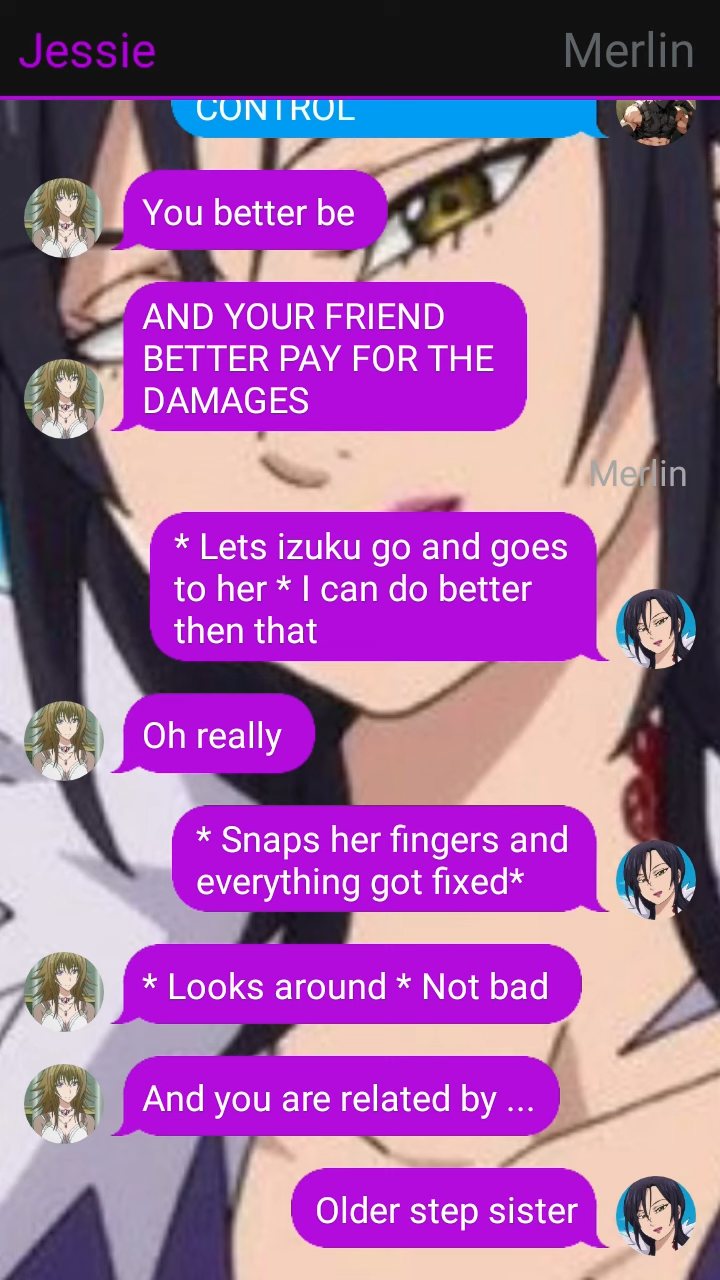 Jessie
Merlin
CONTROL
You better be
AND YOUR FRIEND
BETTER PAY FOR THE
DAMAGES
Merlin
* Lets izuku go and goes
to her * I can do better
then that
Oh really
* Snaps her fingers and
everything got fixed*
* Looks around * Not bad
And you are related by ...
Older step sister